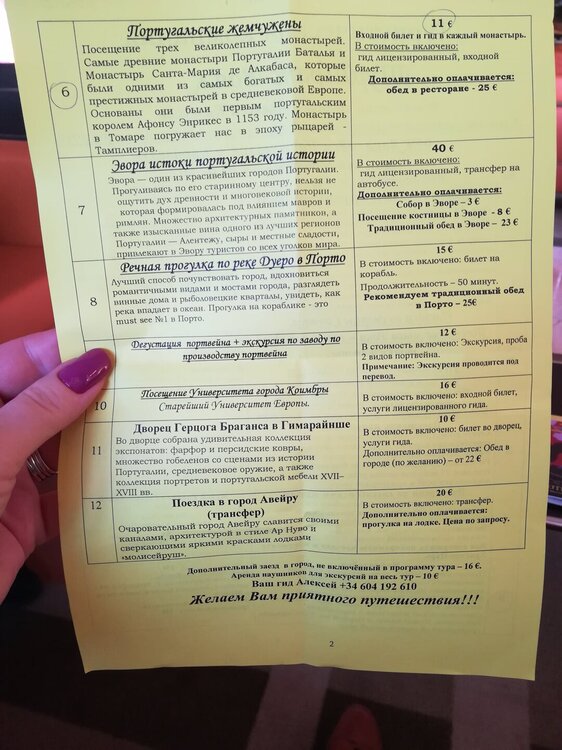 Португальские жемчужены
Посещение трех великолепных монастырей.
Самые древние монастыри Португалии Баталья и
Монастырь Санта-Мария де Алкабаса, которые
были одними из самых богатых и самых
престижных монастырей в средневековой Европе.
Основаны они были первым португальским
королем Афонсу Энрикес в 1153 году. Монастырь
в Томаре погружает нас в эпоху рыцарей -
Тамплиеров.
6
11 €
Входной билет и гид в каждый монастырь.
В стоимость включено:
гид лицензированный, входной
билет.
Дополнительно оплачивается:
обед в ресторане - 25 €
7
Эвора истоки португальской истории
Эвора — один из красивейших городов Португалии.
Прогуливаясь по его старинному центру, нельзя не
ощутить дух древности и многовековой истории,
которая формировалась под влиянием мавров и
римлян. Множество архитектурных памятников, а
также изысканные вина одного из лучших регионов
Португалии — Алентежу, сыры и местные сладости,
привлекают в Эвору туристов со всех уголков мира.
40 €
В стоимость включено:
гид лицензированный, трансфер на
автобусе.
Дополнительно оплачивается:
Собор в Эворе – 3 €
Посещение костницы в Эворе - 8 €
Традиционный обед в Эворе – 23 €
8
Речная прогулка по реке Дуеро в Порто
Лучший способ почувствовать город, вдохновиться
романтичными видами и мостами города, разглядеть
винные дома и рыболовецкие кварталы, увидеть, как
река впадает в океан. Прогулка на кораблике - это
must see №1 в Порто.
15 €
В стоимость включено: билет на
корабль.
Продолжительность – 50 минут.
Рекомендуем традиционный обед
в Порто – 25€
Дегустация портвейна + экскурсия по заводу по
производству портвейна
12 €
В стоимость включено: Экскурсия, проба
2 видов портвейна.
Примечание: Экскурсия проводится под
перевод.
10
Посещение Университета города Коимбры
Старейший Университет Европы.
16 €
В стоимость включено: входной билет,
услуги лицензированного гида.
11
Дворец Герцога Браганса в Гимарайнше
Во дворце собрана удивительная коллекция
экспонатов: фарфор и персидские ковры,
множество гобеленов со сценами из истории
Португалии, средневековое оружие, а также
коллекция портретов и португальской мебели XVII–
XVIII вв.
10 €
В стоимость включено: билет во дворец,
услуги гида.
Дополнительно оплачивается: Обед в
городе (по желанию) – от 22 €
12
Поездка в город Авейру
(трансфер)
Очаровательный город Авейру славится своими
каналами, архитектурой в стиле Ар Нуво и
сверкающими яркими красками лодками
«молисейруш».
20 €
В стоимость включено: трансфер.
Дополнительно оплачивается:
прогулка на лодке. Цена по запросу.
Дополнительный заезд в город, не включённый в программу тура – 16 €.
Аренда наушников для экскурсий на весь тур – 10 €
Ваш гид Алексей +34 604 192 610
Желаем Вам приятного путешествия!!!
2